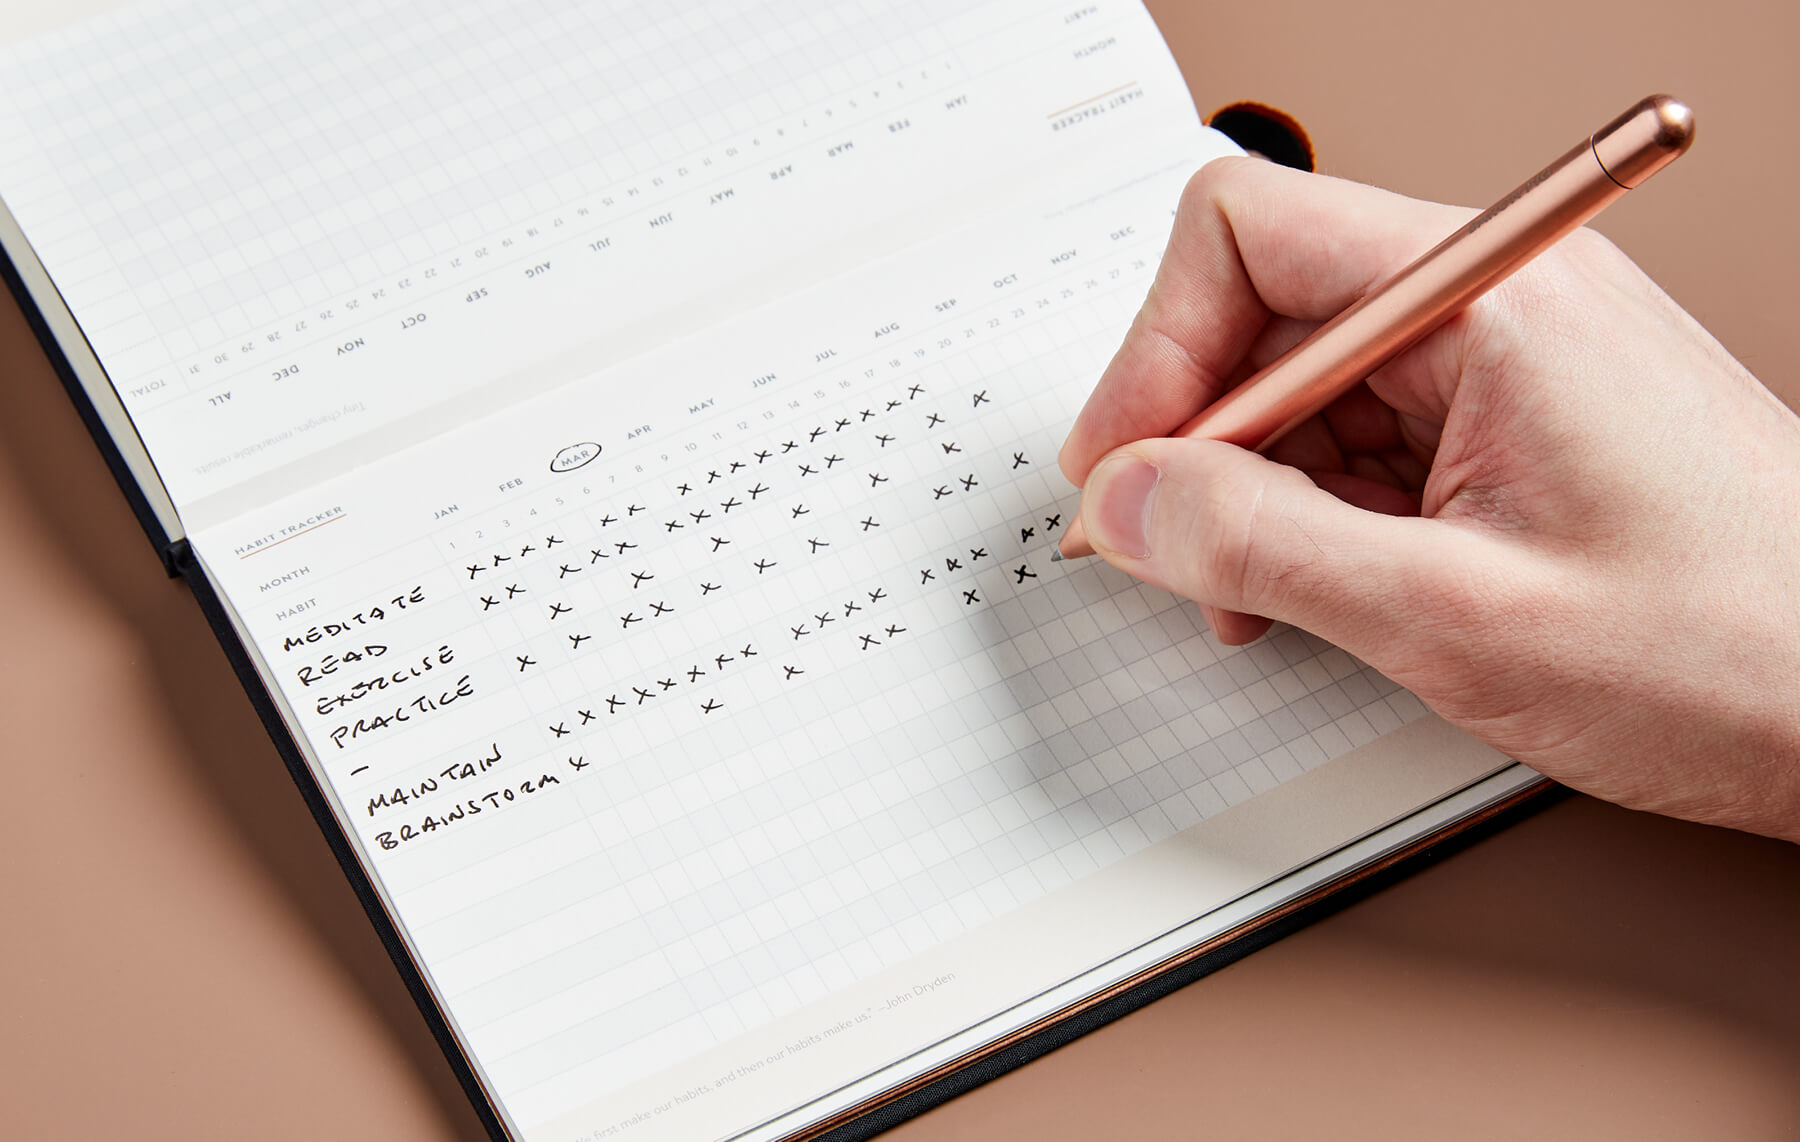 HABIT
MONTH
HABIT TRACKER
1 2 3 4 5 6 7 8 9 10 11 12 13 14 15 16 17 18 19 20 21 22 23 24 25 26 27 28 29 30 31 TOTAL
JAN FEB MAR APR MAY JUN JUL AUG SEP OCT NOV DEC ALL
Tiny changes, remarkable results.
HABIT TRACKER
MONTH JAN FEB MAR APR MAY JUN JUL AUG SEP OCT NOV DEC
HABIT 1 2 3 4 5 6 7 8 9 10 11 12 13 14 15 16 17 18 19 20 21 22 23 24 25 26 27 28
MEDITATE
READ
EXERCISE
PRACTICE
–
MAINTAIN
BRAINSTORM
first make our habits, and then our habits make us." –John Dryden